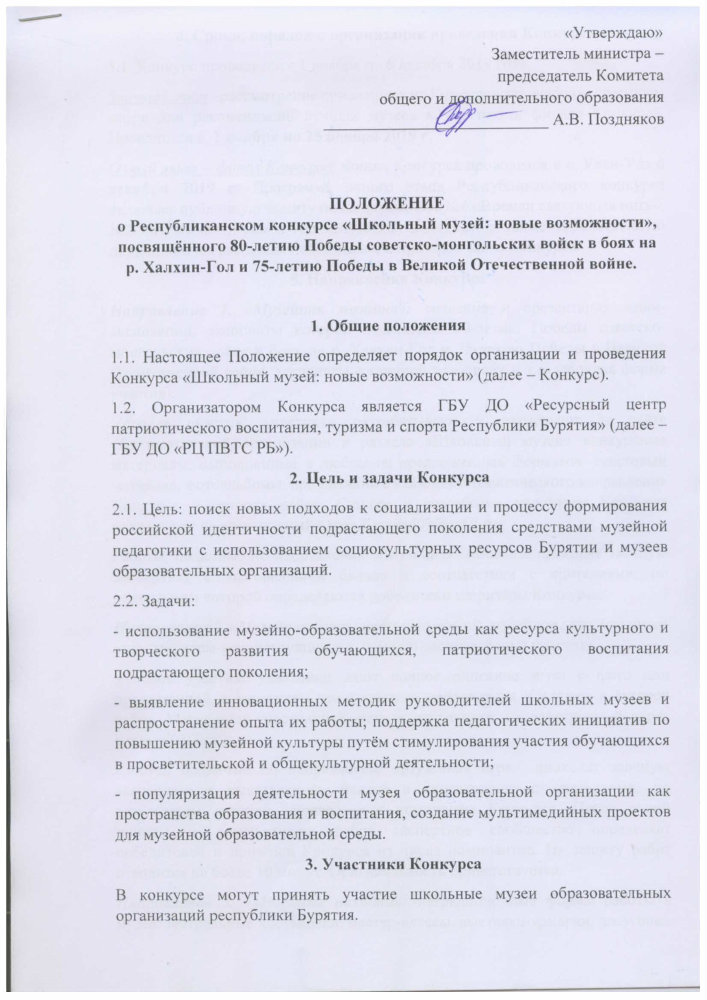 «Утверждаю»
Заместитель министра –
председатель Комитета
общего и дополнительного образования
А.В. Поздняков
ПОЛОЖЕНИЕ
о Республиканском конкурсе «Школьный музей: новые возможности»,
посвящённого 80-летию Победы советско-монгольских войск в боях на
р. Халхин-Гол и 75-летию Победы в Великой Отечественной войне.
1. Общие положения
1.1. Настоящее Положение определяет порядок организации и проведения
Конкурса «Школьный музей: новые возможности» (далее – Конкурс).
1.2. Организатором Конкурса является ГБУ ДО «Ресурсный центр
патриотического воспитания, туризма и спорта Республики Бурятия» (далее –
ГБУ ДО «РЦ ПВТС РБ»).
2. Цель и задачи Конкурса
2.1. Цель: поиск новых подходов к социализации и процессу формирования
российской идентичности подрастающего поколения средствами музейной
педагогики с использованием социокультурных ресурсов Бурятии и музеев
образовательных организаций.
2.2. Задачи:
- использование музейно-образовательной среды как ресурса культурного и
творческого развития обучающихся, патриотического воспитания
подрастающего поколения;
- выявление инновационных методик руководителей школьных музеев и
распространение опыта их работы; поддержка педагогических инициатив по
повышению музейной культуры путём стимулирования участия обучающихся
в просветительской и общекультурной деятельности;
- популяризация деятельности музея образовательной организации как
пространства образования и воспитания, создание мультимедийных проектов
для музейной образовательной среды.
3. Участники Конкурса
В конкурсе могут принять участие школьные музеи образовательных
организаций республики Бурятия.